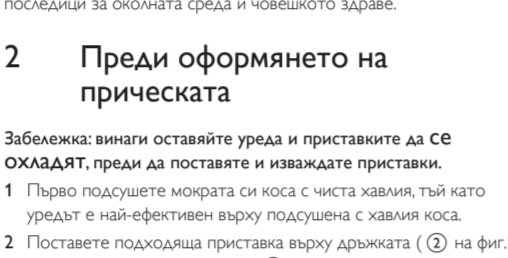 последици за околната среда и човешкото здраве.
2 Преди оформянето на
прическата
Забележка: винаги оставяйте уреда и приставките да се
охладят, преди да поставяте и изваждате приставки.
1 Първо подсушете мократа си коса с чиста хавлия, тъй като
уредът е най-ефективен върху подсушена с хавлия коса.
2 Поставете подходяща приставка върху дръжката ( ② на фиг.